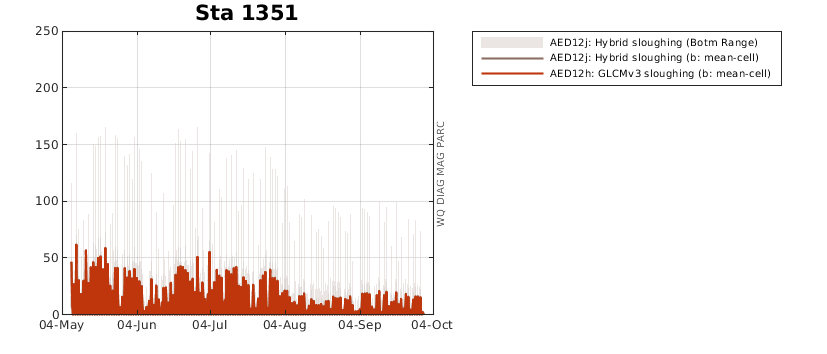 Sta 1351
250
200
150
100
50
0
04-May 04-Jun 04-Jul 04-Aug 04-Sep 04-Oct
WQ DIAG MAG PARC
AED12j: Hybrid sloughing (Botm Range)
AED12j: Hybrid sloughing (b: mean-cell)
AED12h: GLCMv3 sloughing (b: mean-cell)